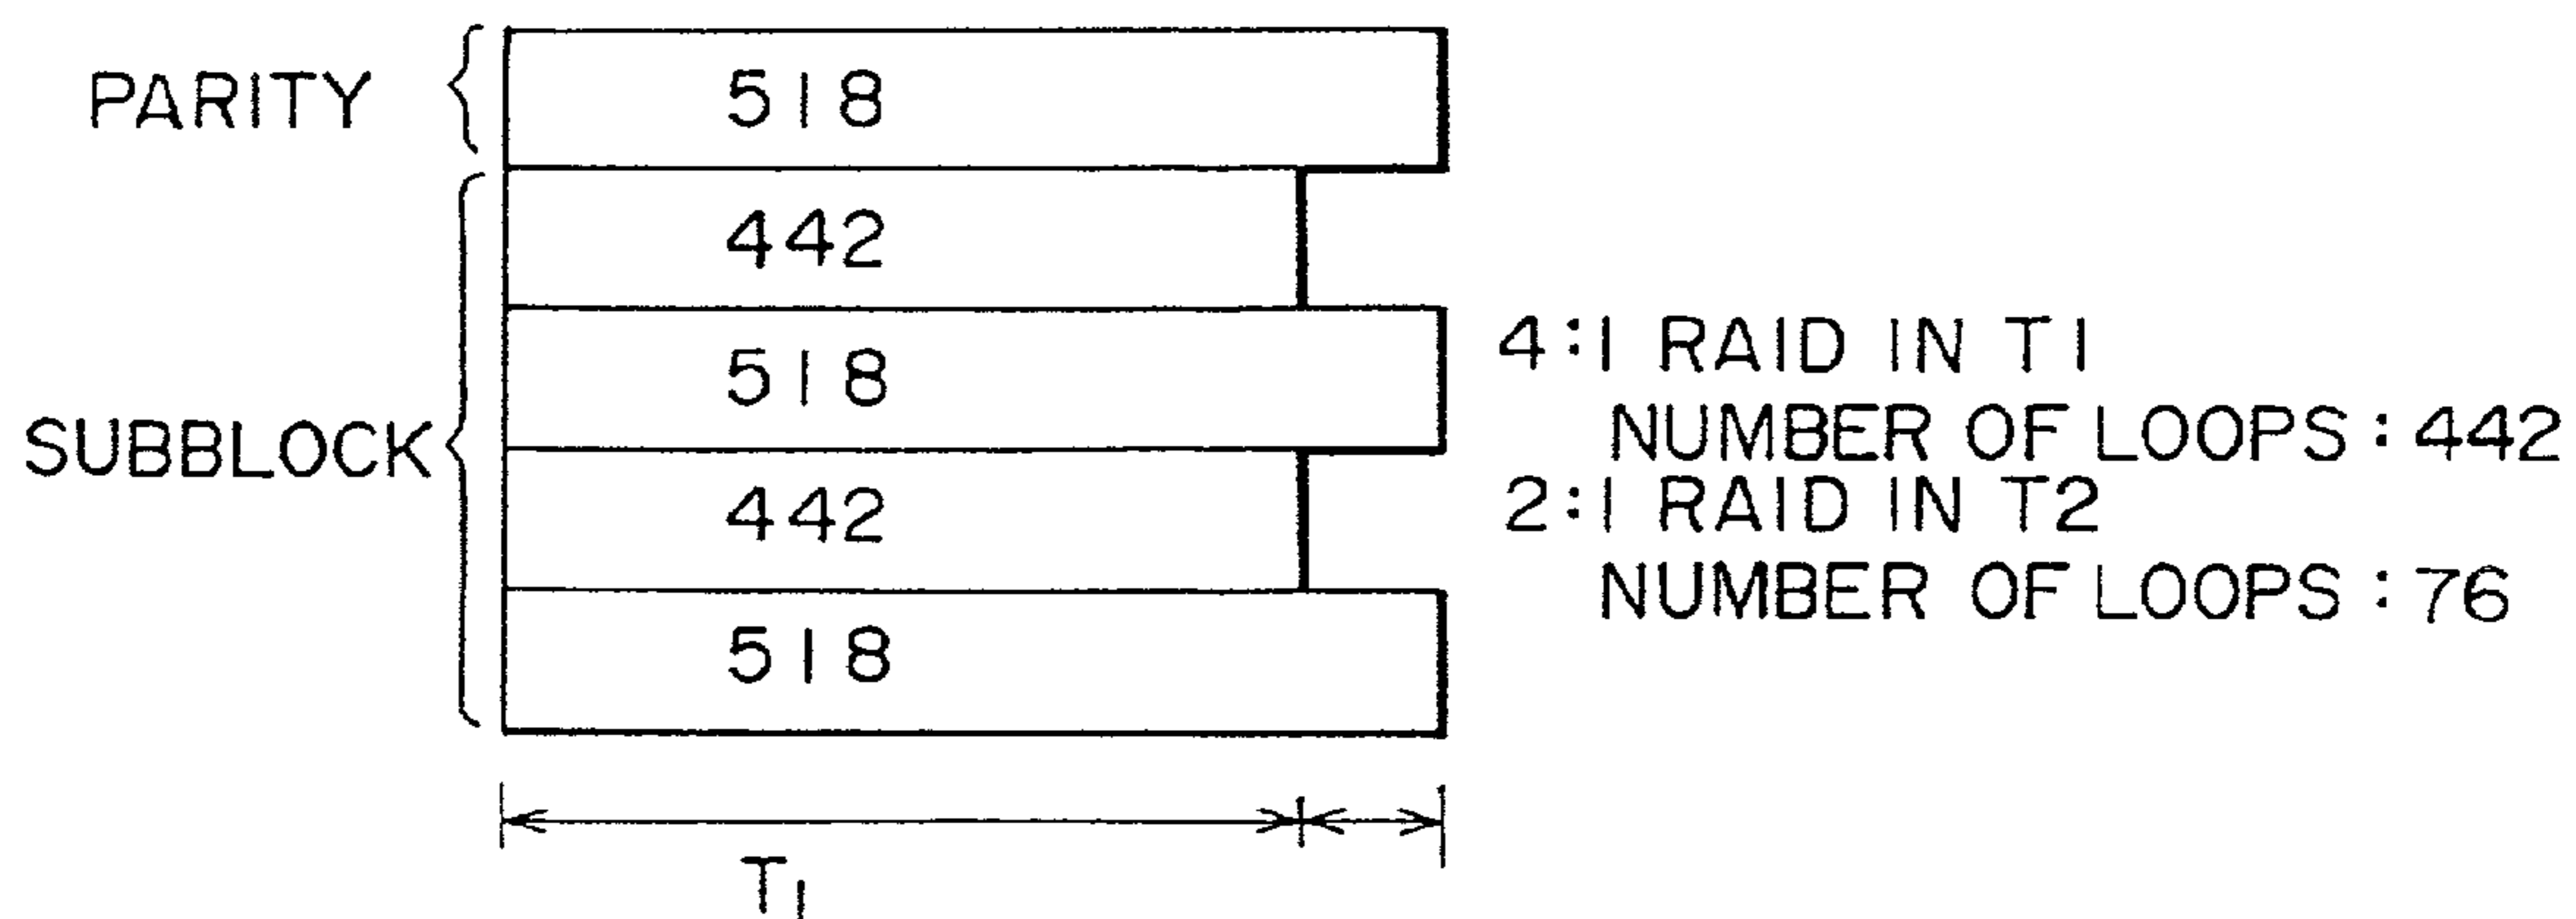 PARITY
518
442
518
442
518
SUBBLOCK
4:1 RAID IN T1
NUMBER OF LOOPS:442
2:1 RAID IN T2
NUMBER OF LOOPS:76
T1